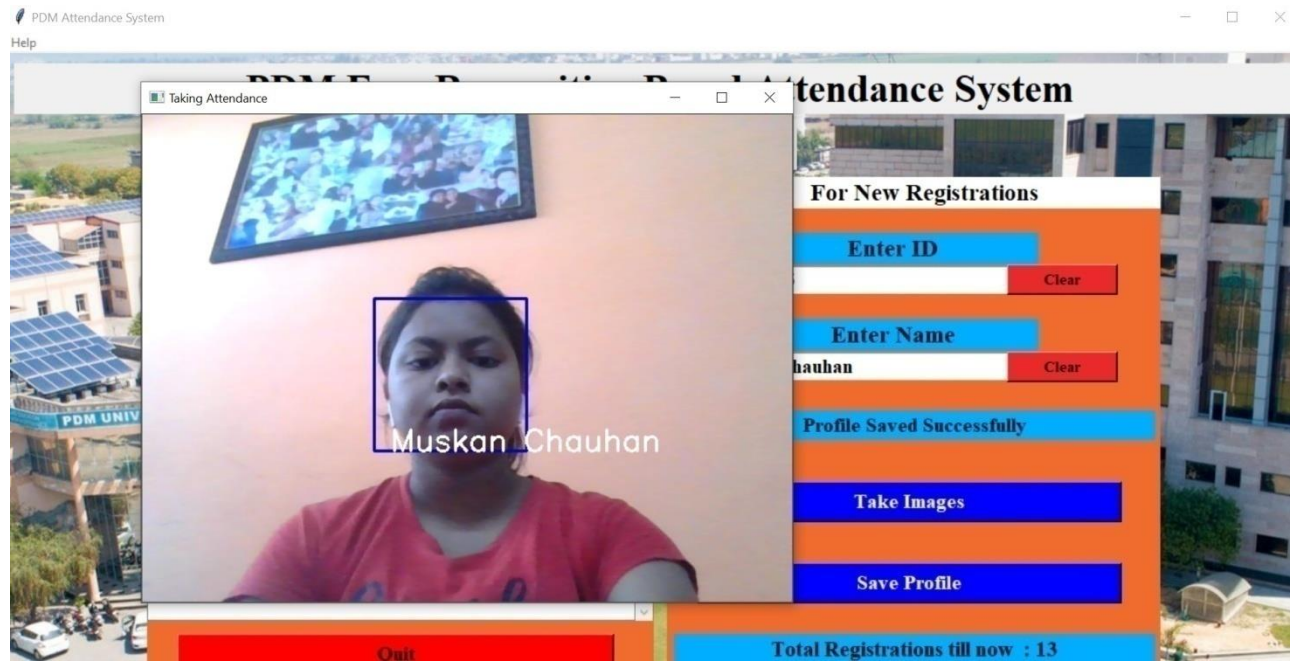 PDM Attendance System
Help
tendance System
Taking Attendance
For New Registrations
Enter ID
Clear
Enter Name
hauhan
Clear
PDM UNIV
Profile Saved Successfully
Muskan Chauhan
Take Images
Save Profile
Quit
Total Registrations till now : 13